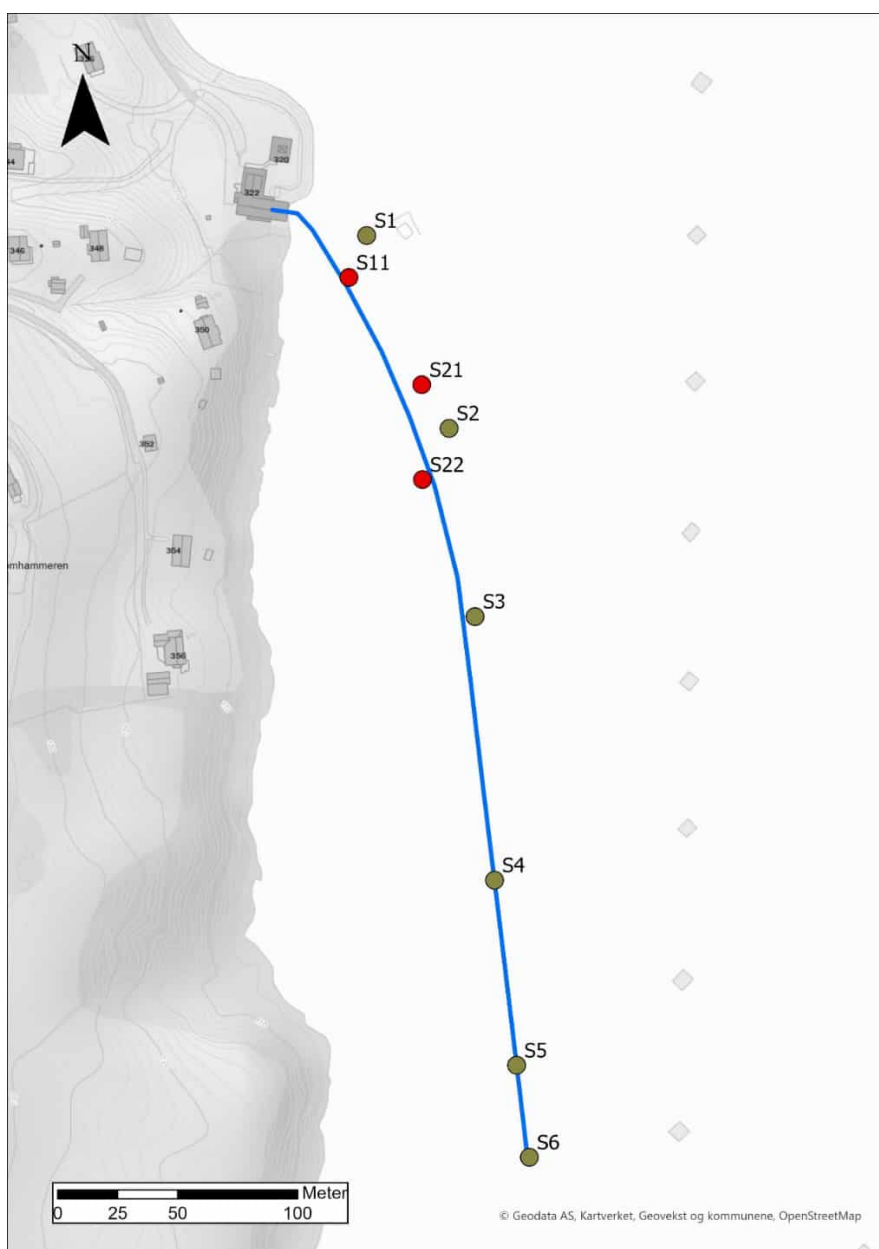 N
320
322
S1
346
348
S11
350
S21
S2
352
S22
354
omhammeren
S3
356
S4
S5
S6
Meter
0 25 50 100
© Geodata AS, Kartverket, Geovekst og kommunene, OpenStreetMap